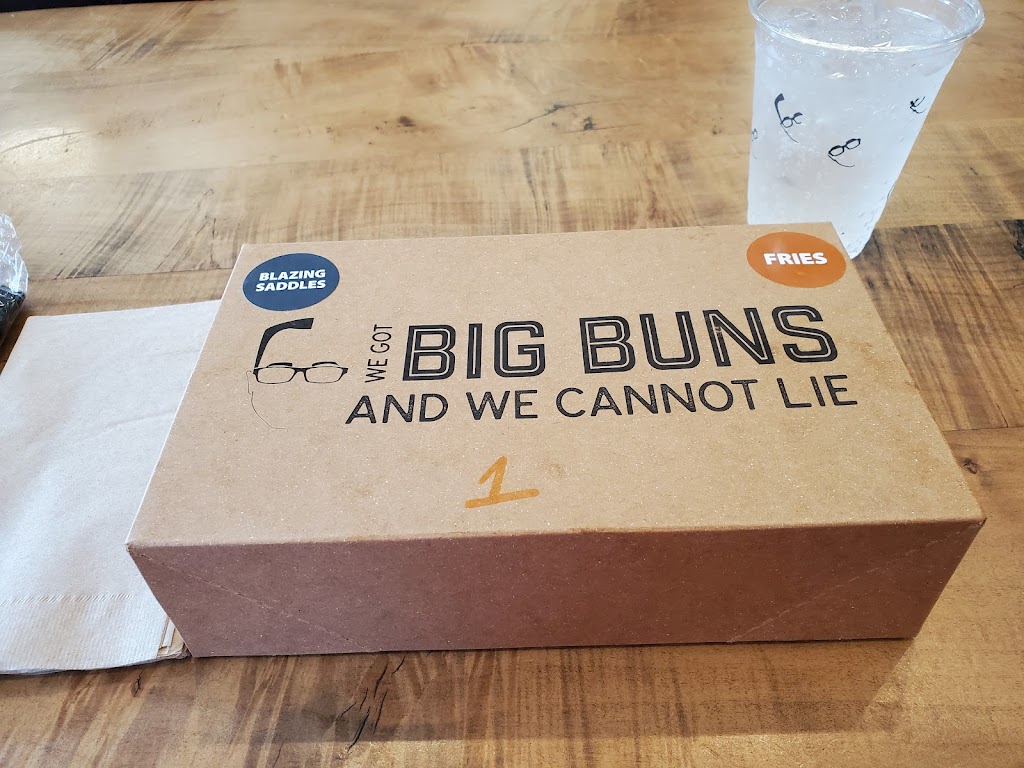 BLAZING
SADDLES
FRIES
WE GOT
BIG BUNS
AND WE CANNOT LIE
1